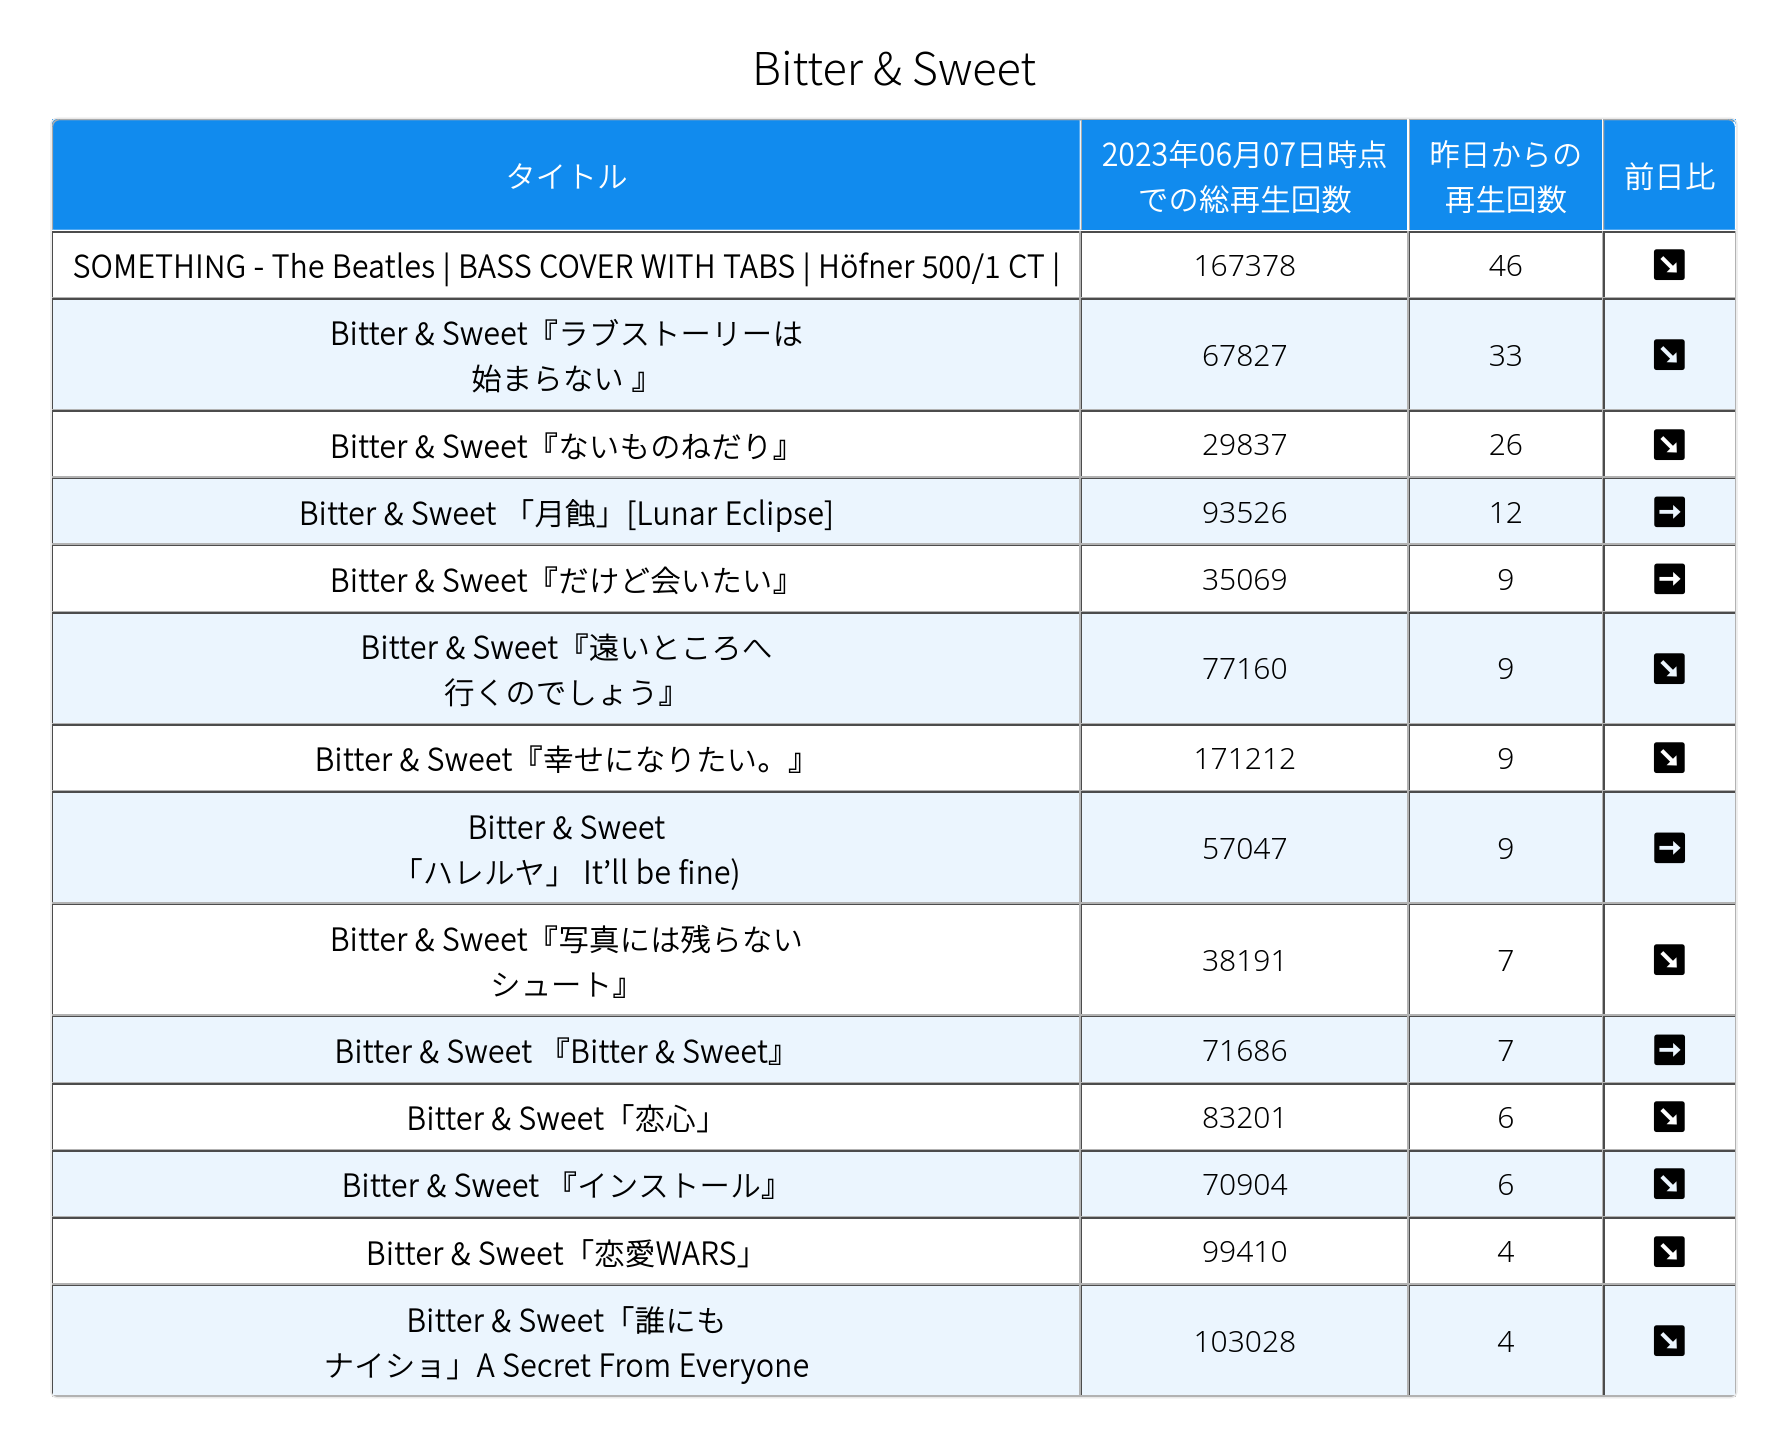 Bitter & Sweet
タイトル
2023年06月07日時点
での総再生回数
昨日からの
再生回数
前日比
SOMETHING - The Beatles | BASS COVER WITH TABS | Höfner 500/1 CT |
167378
46
Bitter & Sweet『ラブストーリーは
始まらない 』
67827
33
Bitter & Sweet『ないものねだり』
29837
26
Bitter & Sweet 「月蝕」[Lunar Eclipse]
93526
12
Bitter & Sweet『だけど会いたい』
35069
9
Bitter & Sweet『遠いところへ
行くのでしょう』
77160
9
Bitter & Sweet『幸せになりたい。』
171212
9
Bitter & Sweet
「ハレルヤ」 It’ll be fine)
57047
9
Bitter & Sweet『写真には残らない
シュート』
38191
7
Bitter & Sweet 『Bitter & Sweet』
71686
7
Bitter & Sweet「恋心」
83201
6
Bitter & Sweet 『インストール』
70904
6
Bitter & Sweet「恋愛WARS」
99410
4
Bitter & Sweet「誰にも
ナイショ」A Secret From Everyone
103028
4